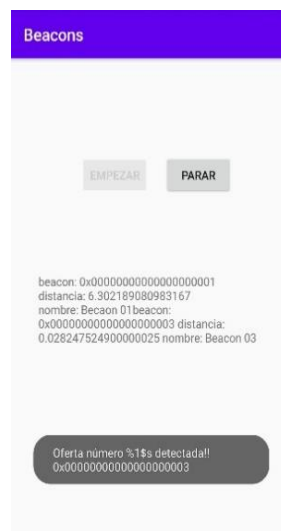 Beacons
EMPEZAR PARAR
beacon: 0x00000000000000000001
distancia: 6.302189080983167
nombre: Becaon 01beacon:
0x00000000000000000003 distancia:
0.028247524900000025 nombre: Beacon 03
Oferta número %1$s detectada!!
0x00000000000000000003